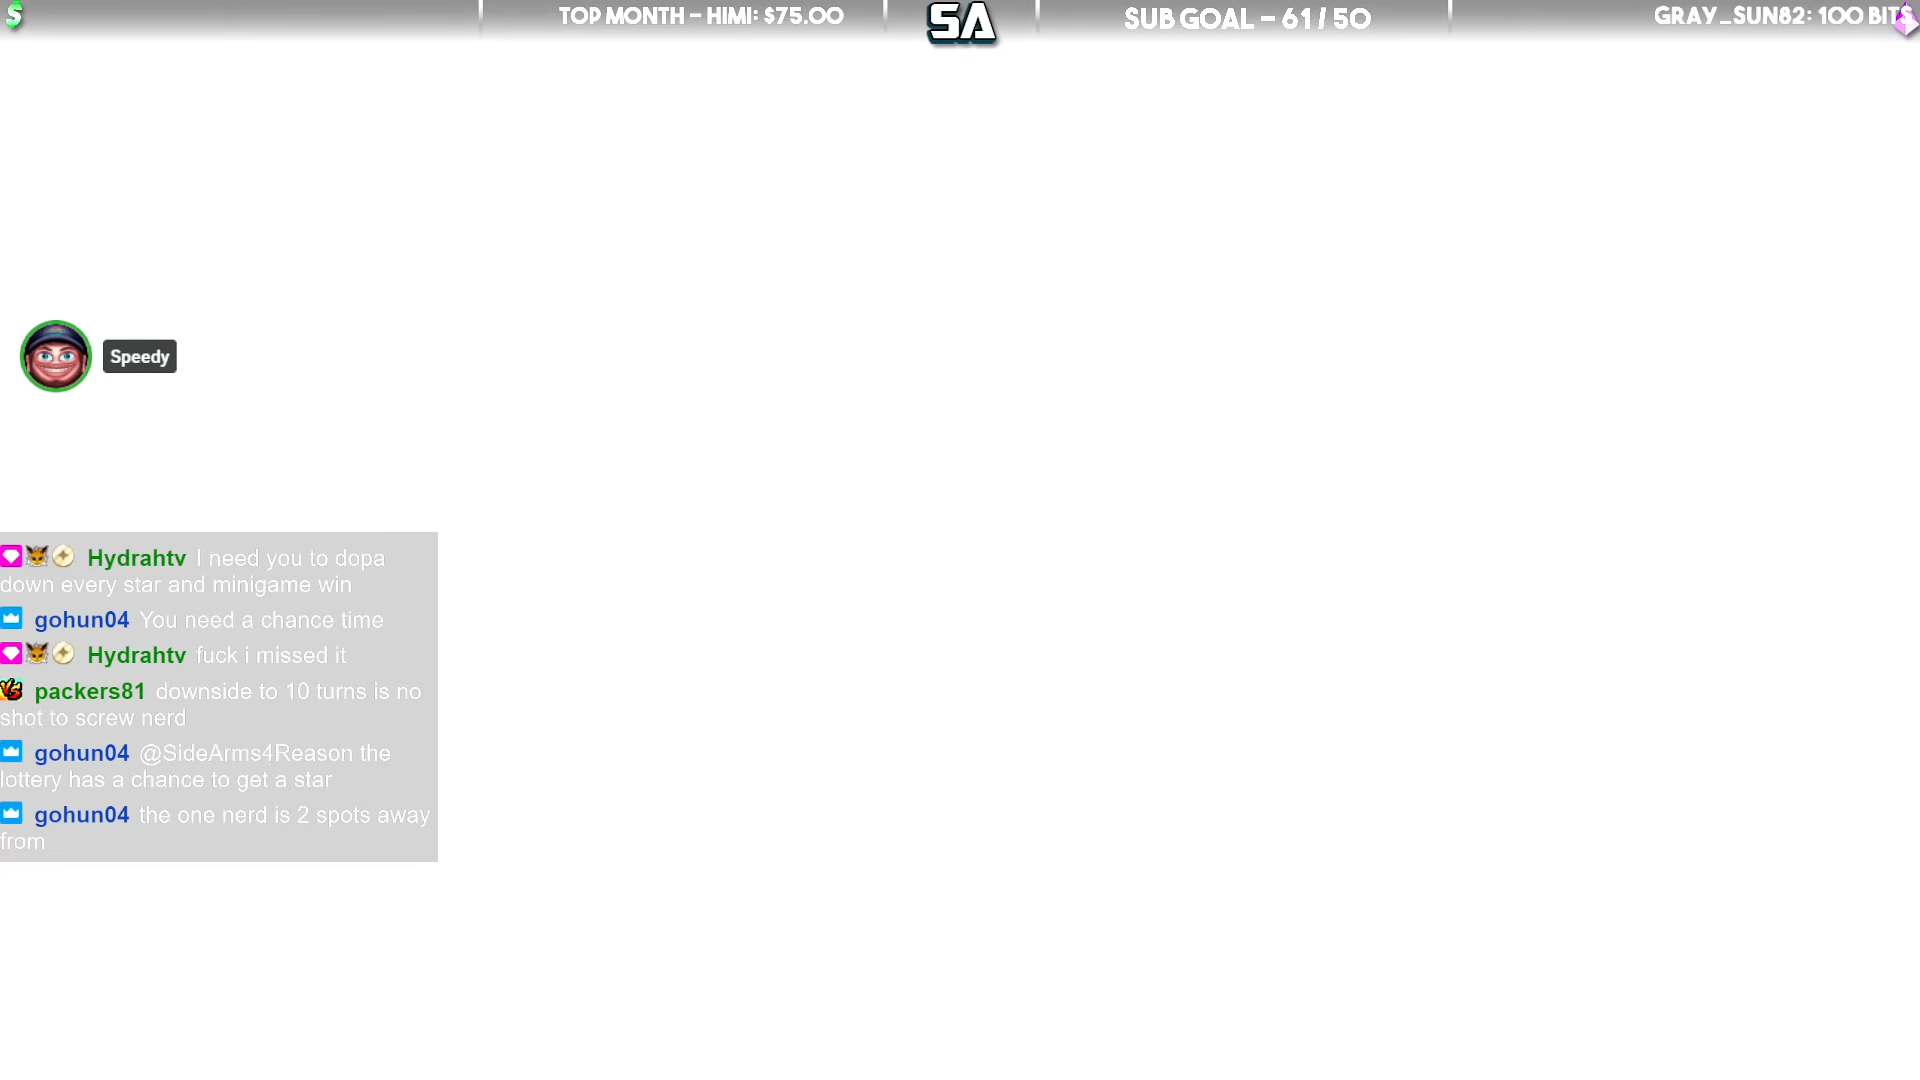 $
TOP MONTH - HIMI: $75.00
SA
SUB GOAL - 61 / 50
GRAY_SUN82: 100 BITS
Speedy
Hydrahtv I need you to dopa
down every star and minigame win
gohun04 You need a chance time
Hydrahtv fuck i missed it
VS packers81 downside to 10 turns is no
shot to screw nerd
gohun04 @SideArms4Reason the
lottery has a chance to get a star
gohun04 the one nerd is 2 spots away
from